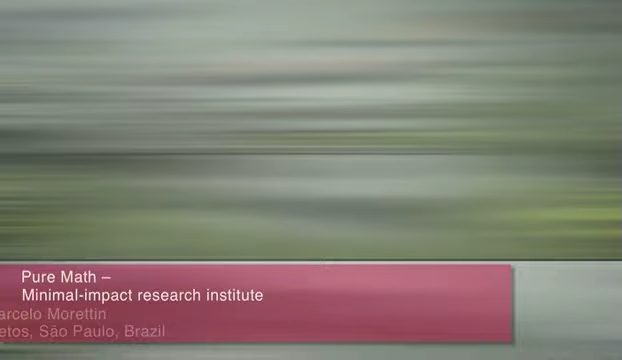 Pure Math –
Minimal-impact research institute
arcelo Morettin
etos, São Paulo, Brazil